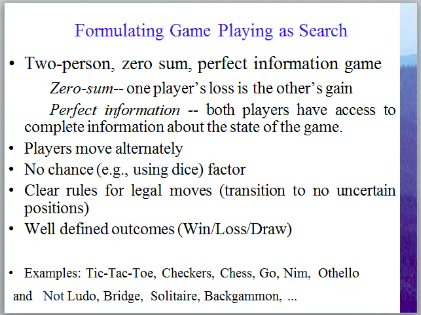 Formulating Game Playing as Search
• Two-person, zero sum, perfect information game
Zero-sum-- one player's loss is the other's gain
Perfect information -- both players have access to
complete information about the state of the game.
• Players move alternately
• No chance (e.g., using dice) factor
• Clear rules for legal moves (transition to no uncertain
positions)
• Well defined outcomes (Win/Loss/Draw)
• Examples: Tic-Tac-Toe, Checkers, Chess, Go, Nim, Othello
and Not Ludo, Bridge, Solitaire, Backgammon, ...